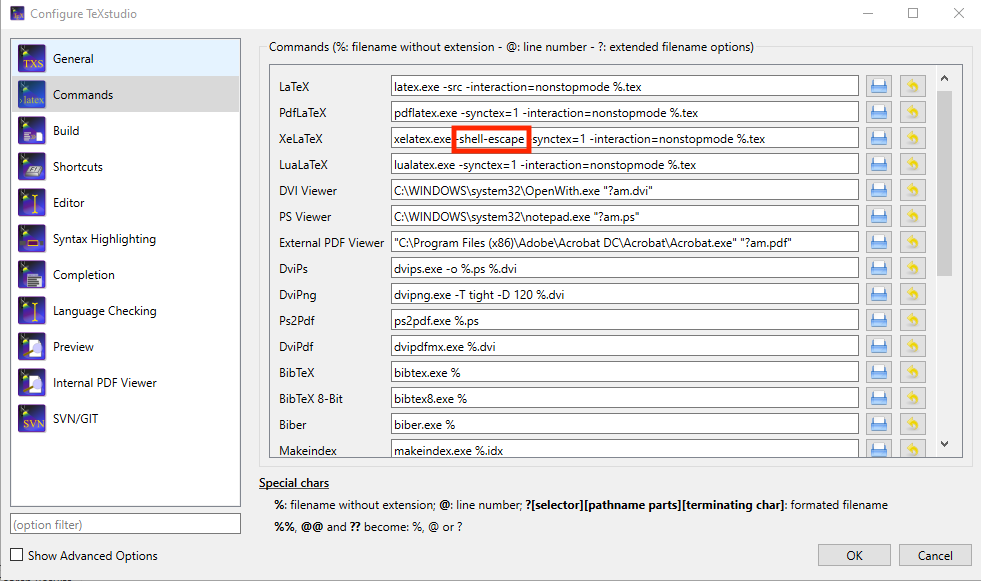 Configure TeXstudio
General
Commands
Build
Shortcuts
Editor
Syntax Highlighting
Completion
Language Checking
Preview
Internal PDF Viewer
SVN/GIT
(option filter)
Show Advanced Options
Commands (%: filename without extension - @: line number - ?: extended filename options)
LaTeX latex.exe -src -interaction=nonstopmode %.tex
PdfLaTeX pdflatex.exe -synctex=1 -interaction=nonstopmode %.tex
XeLaTeX xelatex.exe -shell-escape -synctex=1 -interaction=nonstopmode %.tex
LuaLaTeX lualatex.exe -synctex=1 -interaction=nonstopmode %.tex
DVI Viewer C:\WINDOWS\system32\OpenWith.exe "?am.dvi"
PS Viewer C:\WINDOWS\system32\notepad.exe "?am.ps"
External PDF Viewer "C:\Program Files (x86)\Adobe\Acrobat DC\Acrobat\Acrobat.exe" "?am.pdf"
DviPs dvips.exe -o %.ps %.dvi
DviPng dvipng.exe -T tight -D 120 %.dvi
Ps2Pdf ps2pdf.exe %.ps
DviPdf dvipdfmx.exe %.dvi
BibTeX bibtex.exe %
BibTeX 8-Bit bibtex8.exe %
Biber biber.exe %
Makeindex makeindex.exe %.idx
Special chars
%: filename without extension; @: line number; ?[selector][pathname parts][terminating char]: formated filename
%%, @@ and ?? become: %, @ or ?
OK
Cancel